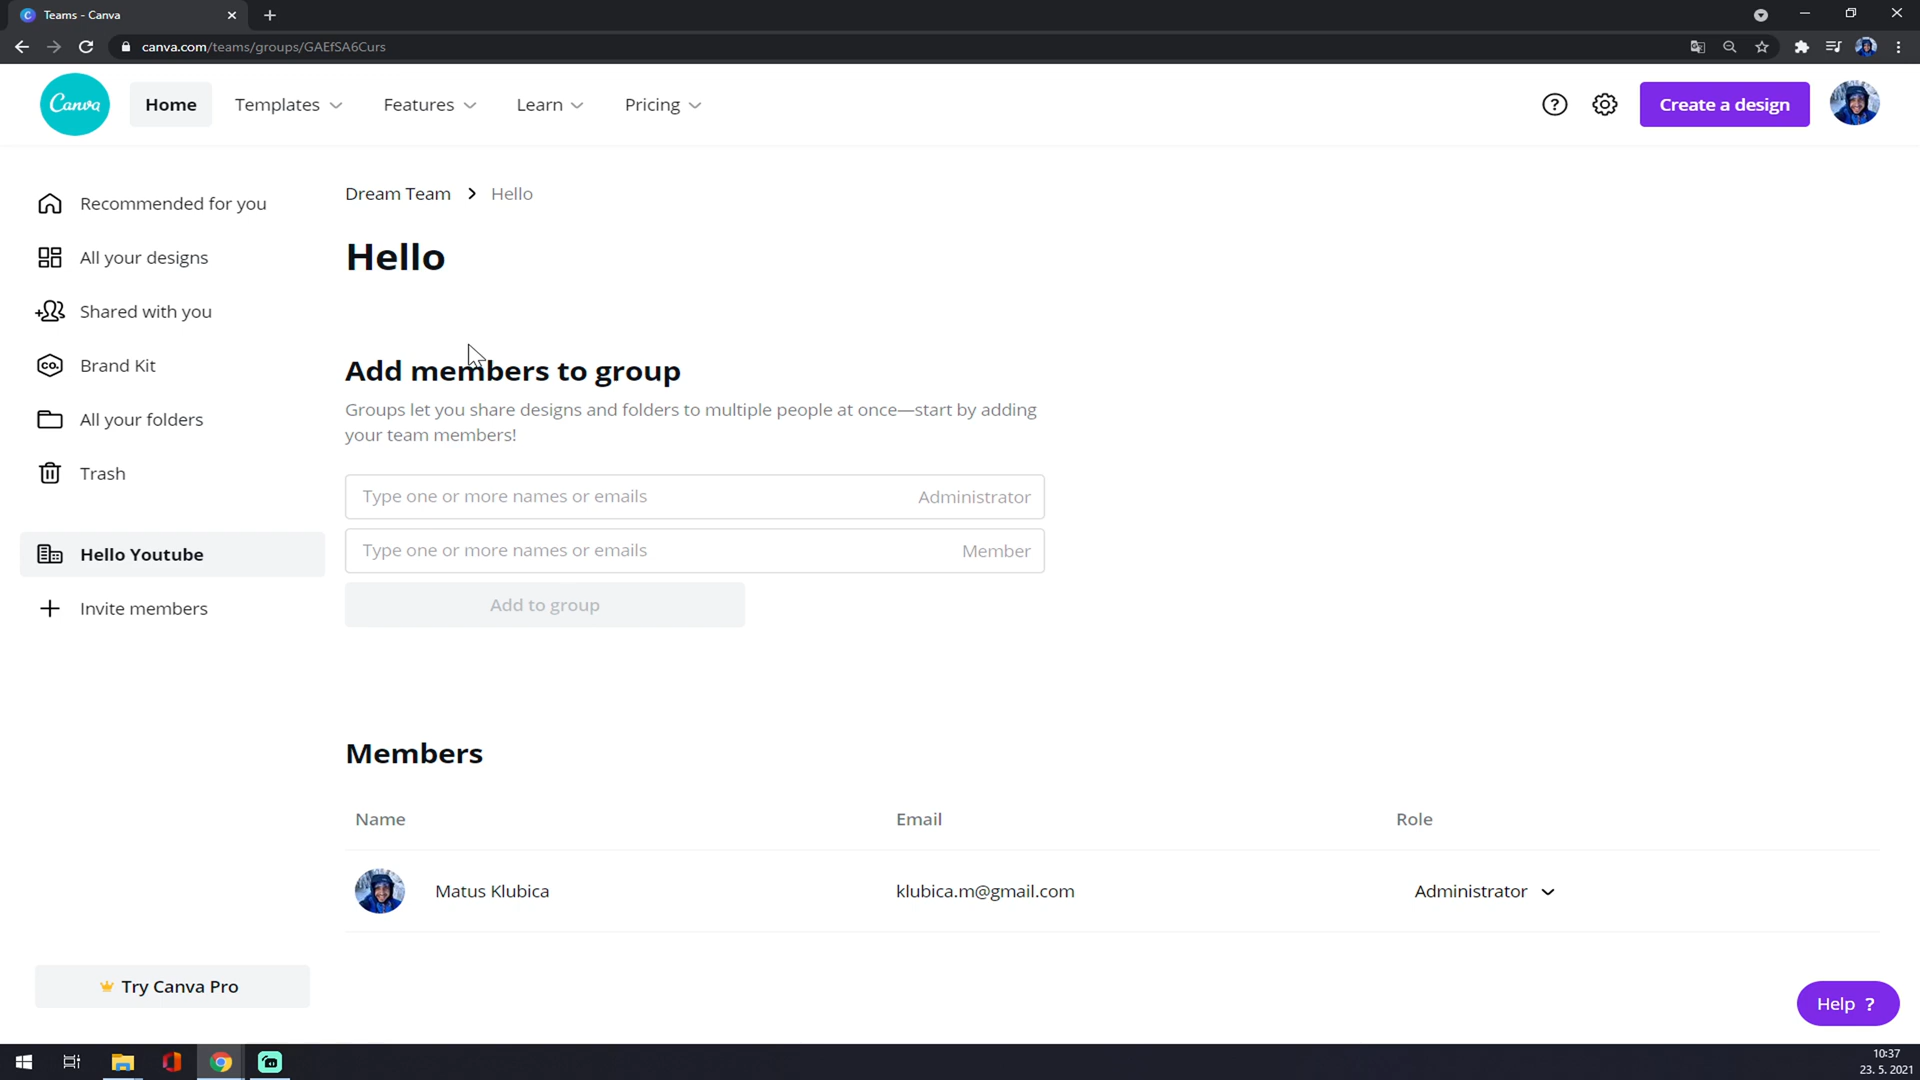 Teams - Canva
canva.com/teams/groups/GAEfSA6Curs
Canva
Home
Templates
Features
Learn
Pricing
Create a design
Recommended for you
All your designs
Shared with you
CO.
Brand Kit
All your folders
Trash
Hello Youtube
Invite members
Try Canva Pro
Dream Team > Hello
Hello
Add members to group
Groups let you share designs and folders to multiple people at once—start by adding
your team members!
Type one or more names or emails Administrator
Type one or more names or emails Member
Add to group
Members
Name Email Role
Matus Klubica klubica.m@gmail.com Administrator
Help ?
10:37
23. 5. 2021